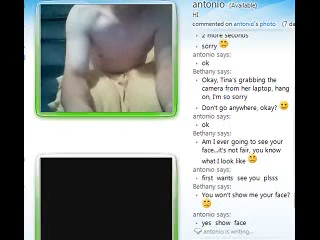 antonio (Available)
HI
commented on antonio's photo (7 da
2 more seconds
sorry
antonio says:
ok
Bethany says:
Okay, Tina's grabbing the
camera from her laptop, hang
on, I'm so sorry
Don't go anywhere, okay?
antonio says:
ok
Bethany says:
Am I ever going to see your
face...it's not fair, you know
what I look like
antonio says:
first wants see you plsss
Bethany says:
You won't show me your face?
antonio says:
yes show face
antonio is writing...